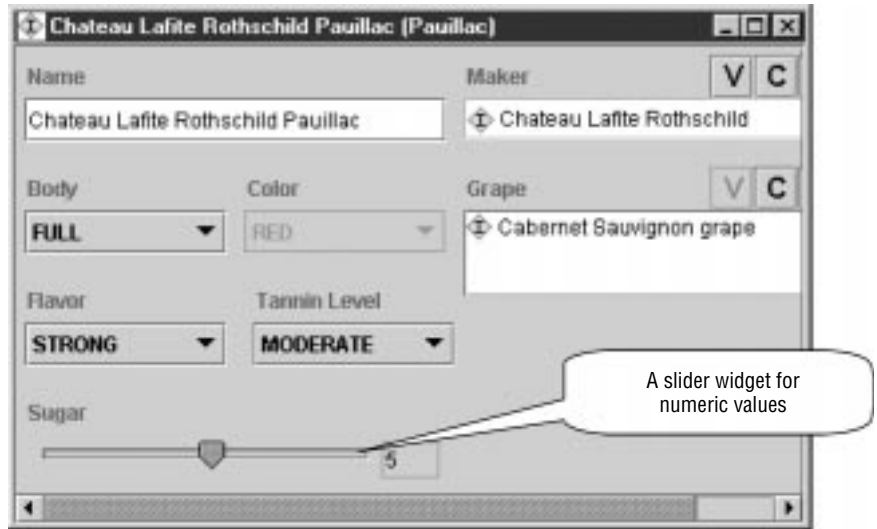 Chateau Lafite Rothschild Pauillac (Pauillac)
Name
Maker
V C
Chateau Lafite Rothschild Pauillac
Chateau Lafite Rothschild
Body
Color
Grape
V C
FULL
RED
Cabernet Sauvignon grape
Flavor
Tannin Level
STRONG
MODERATE
A slider widget for
numeric values
Sugar
5